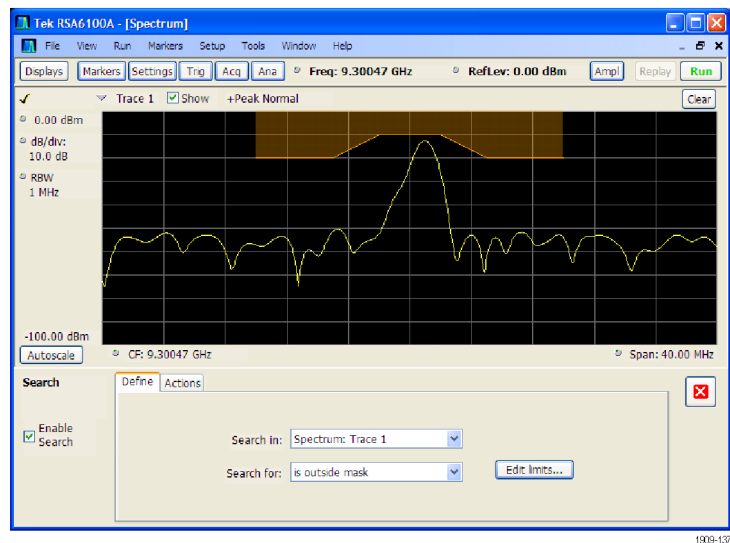 Tek RSA6100A - [Spectrum]
File View Run Markers Setup Tools Window Help
Displays Markers Settings Trig Acq Ana Freq: 9.30047 GHz RefLev: 0.00 dBm Ampl Replay Run
Trace 1 Show +Peak Normal Clear
0.00 dBm
dB/div:
10.0 dB
RBW
1 MHz
-100.00 dBm
Autoscale CF: 9.30047 GHz Span: 40.00 MHz
Search Define Actions
Enable
Search
Search in: Spectrum: Trace 1
Search for: is outside mask Edit limits...
1909-137